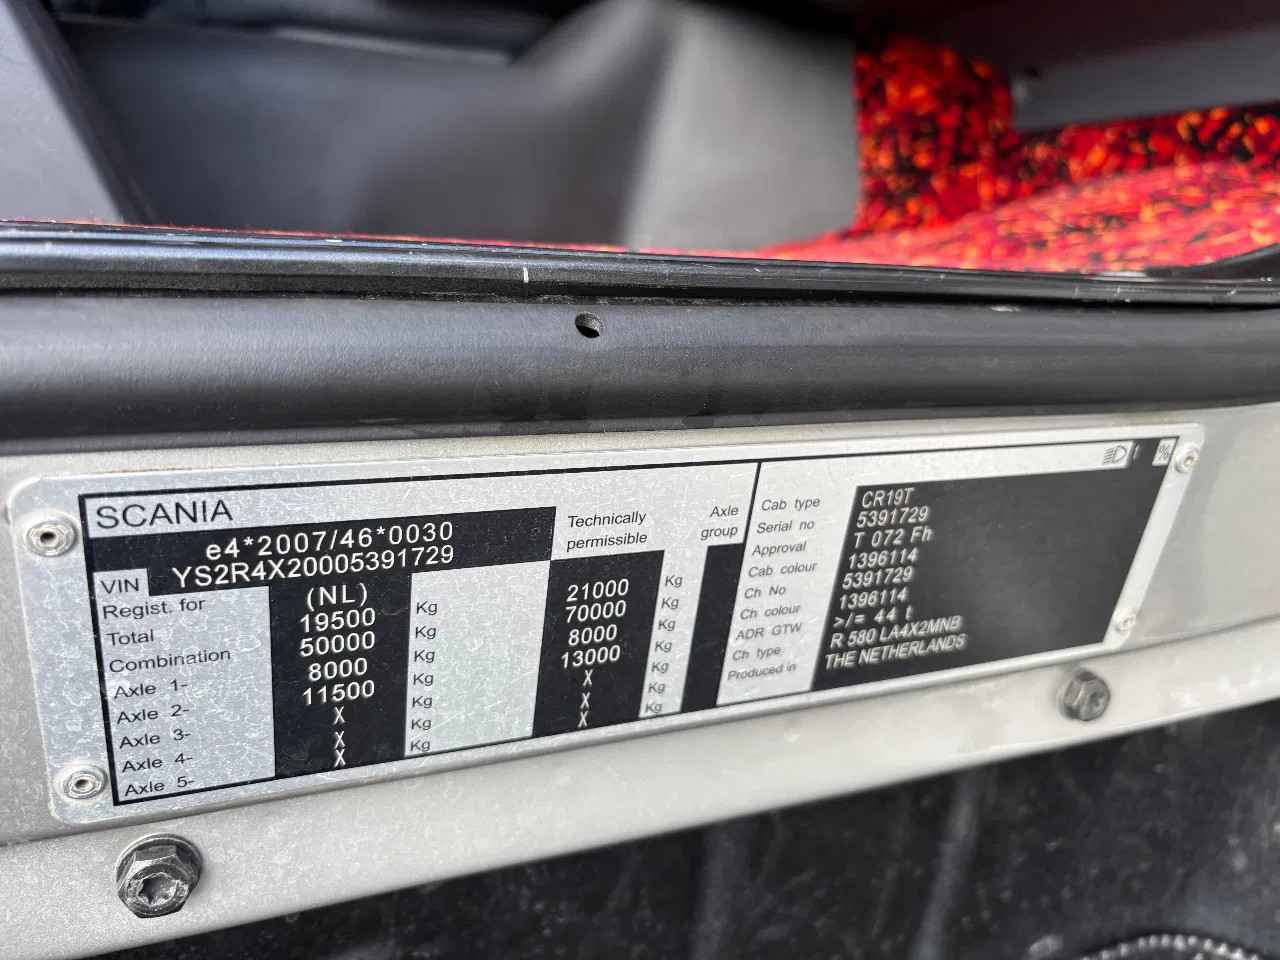 SCANIA
e4*2007/46*0030
VIN YS2R4X20005391729
Regist. for (NL)
Technically permissible
Axle group
Total 19500 Kg 21000 Kg
Combination 50000 Kg 70000 Kg
Axle 1- 8000 Kg 8000 Kg
Axle 2- 11500 Kg 13000 Kg
Axle 3- X Kg X Kg
Axle 4- X Kg X Kg
Axle 5- X Kg X Kg
%
Cab type CR19T
Serial no 5391729
Approval T 072 Fh
Cab colour 1396114
Ch No 5391729
Ch colour 1396114
ADR GTW >/= 44 t
Ch type R 580 LA4X2MNB
Produced in THE NETHERLANDS